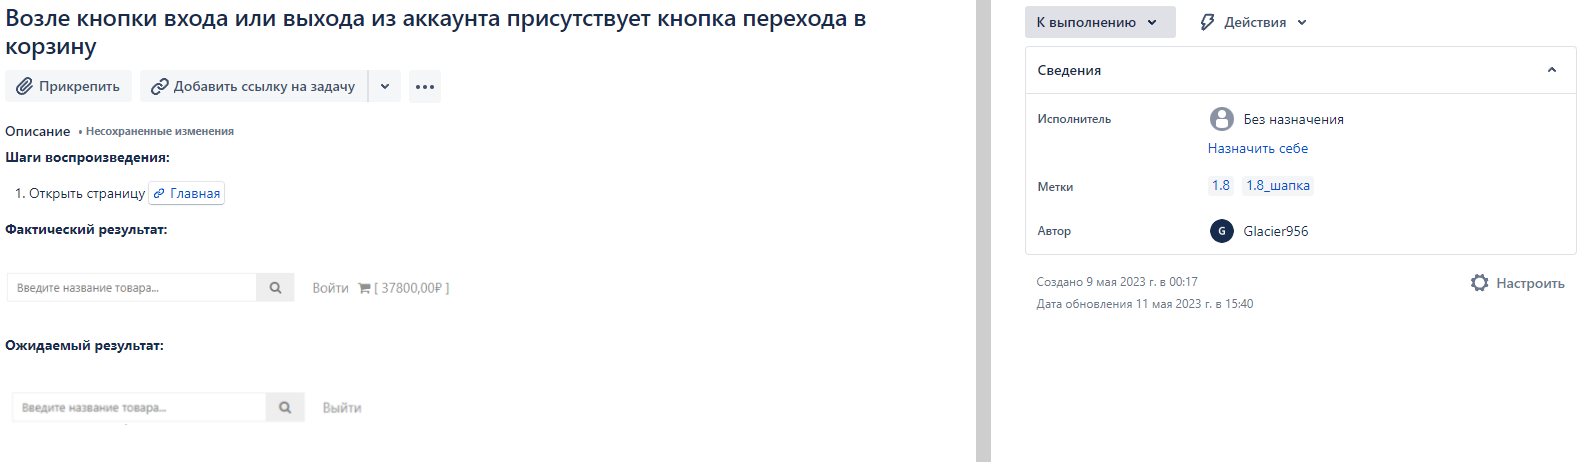 Возле кнопки входа или выхода из аккаунта присутствует кнопка перехода в
корзину
Прикрепить
Добавить ссылку на задачу
Описание • Несохраненные изменения
Шаги воспроизведения:
1. Открыть страницу Главная
Фактический результат:
Введите название товара...
Войти [ 37800,00₽ ]
Ожидаемый результат:
Введите название товара...
Выйти
К выполнению
Действия
Сведения
Исполнитель
Без назначения
Назначить себе
Метки
1.8 1.8_шапка
Автор
G Glacier956
Создано 9 мая 2023 г. в 00:17
Дата обновления 11 мая 2023 г. в 15:40
Настроить